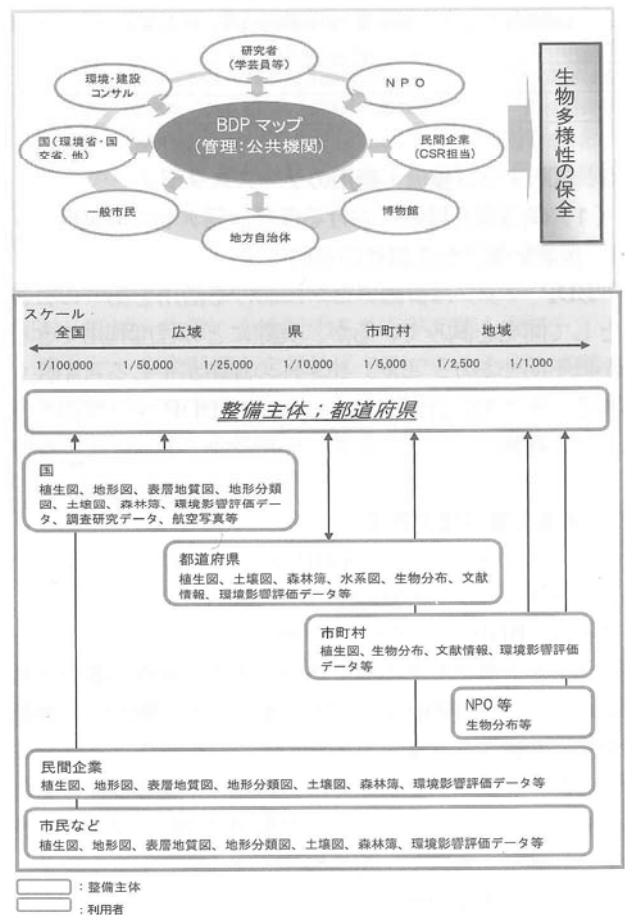 研究者
(学芸員等)
環境・建設
コンサル
NPO
BDP マップ
(管理:公共機関)
国(環境省・国
交省、他)
民間企業
(CSR担当)
一般市民
博物館
地方自治体
生物多様性の保全
スケール
全国 広域 県 市町村 地域
1/100,000 1/50,000 1/25,000 1/10,000 1/5,000 1/2,500 1/1,000
整備主体;都道府県
国
植生図、地形図、表層地質図、地形分類
図、土壌図、森林簿、環境影響評価デー
タ、調査研究データ、航空写真等
都道府県
植生図、土壌図、森林簿、水系図、生物分布、文献
情報、環境影響評価データ等
市町村
植生図、生物分布、文献情報、環境影響評価
データ等
NPO 等
生物分布等
民間企業
植生図、地形図、表層地質図、地形分類図、土壌図、森林簿、環境影響評価データ等
市民など
植生図、地形図、表層地質図、地形分類図、土壌図、森林簿、環境影響評価データ等
:整備主体
:利用者